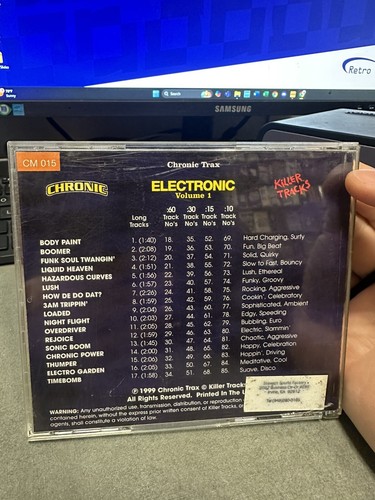 Retro
79°F
Sunny
Search
SAMSUNG
CM 015
Chronic Trax
CHRONIC
ELECTRONIC
Volume 1
KILLER TRACKS
Long Tracks :60 Track No's :30 Track No's :15 Track No's :10 Track No's
BODY PAINT 1. (1:40) 18. 35. 52. 69. Hard Charging, Surfy
BOOMER 2. (2:08) 19. 36. 53. 70. Fun, Big Beat
FUNK SOUL TWANGIN' 3. (2:12) 20. 37. 54. 71. Solid, Quirky
LIQUID HEAVEN 4. (1:51) 21. 38. 55. 72. Slow to Fast, Bouncy
HAZARDOUS CURVES 5. (1:56) 22. 39. 56. 73. Lush, Ethereal
LUSH 6. (1:57) 23. 40. 57. 74. Funky, Groovy
HOW DE DO DAT? 7. (2:24) 24. 41. 58. 75. Rocking, Aggressive
3AM TRIPPIN' 8. (1:59) 25. 42. 59. 76. Cookin', Celebratory
LOADED 9. (2:04) 26. 43. 60. 77. Sophisticated, Ambient
NIGHT FLIGHT 10. (2:03) 27. 44. 61. 78. Edgy, Speeding
OVERDRIVER 11. (2:05) 28. 45. 62. 79. Bubbling, Euro
REJOICE 12. (1:59) 29. 46. 63. 80. Electric, Slammin'
SONIC BOOM 13. (1:45) 30. 47. 64. 81. Chaotic, Aggressive
CHRONIC POWER 14. (2:00) 31. 48. 65. 82. Happy, Celebration
THUMPER 15. (2:06) 32. 49. 66. 83. Hoppin', Driving
ELECTRO GARDEN 16. (2:05) 33. 50. 67. 84. Meditative, Cool
TIMEBOMB 17. (1:58) 34. 51. 68. 85. Suave, Disco
℗ 1999 Chronic Trax © Killer Tracks
All Rights Reserved. Printed In The U
WARNING: Any unauthorized use, transmission, distribution, or reproduction
conditions, without the express prior written consent of Killer Tracks, or
agents, shall constitute a violation of law.